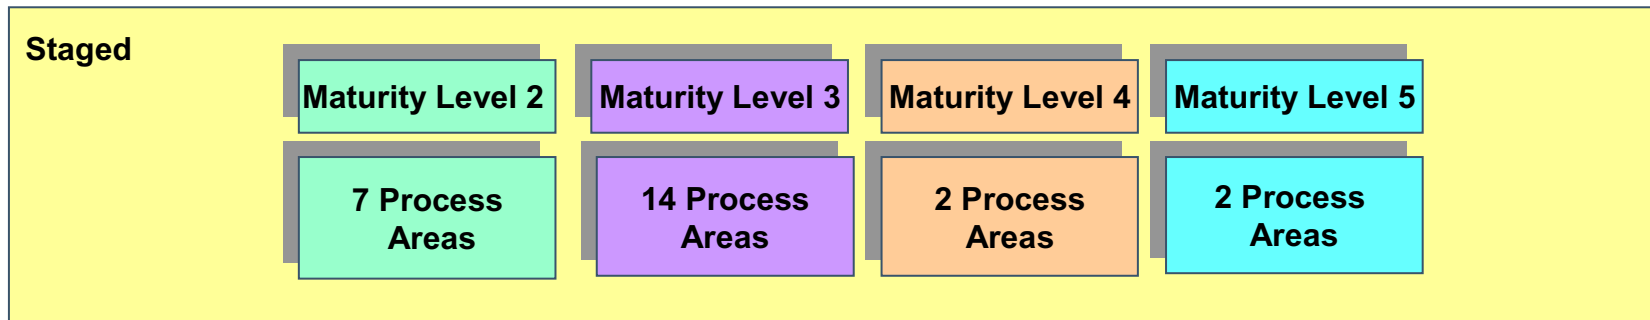 Staged
Maturity Level 2
Maturity Level 3
Maturity Level 4
Maturity Level 5
7 Process
Areas
14 Process
Areas
2 Process
Areas
2 Process
Areas